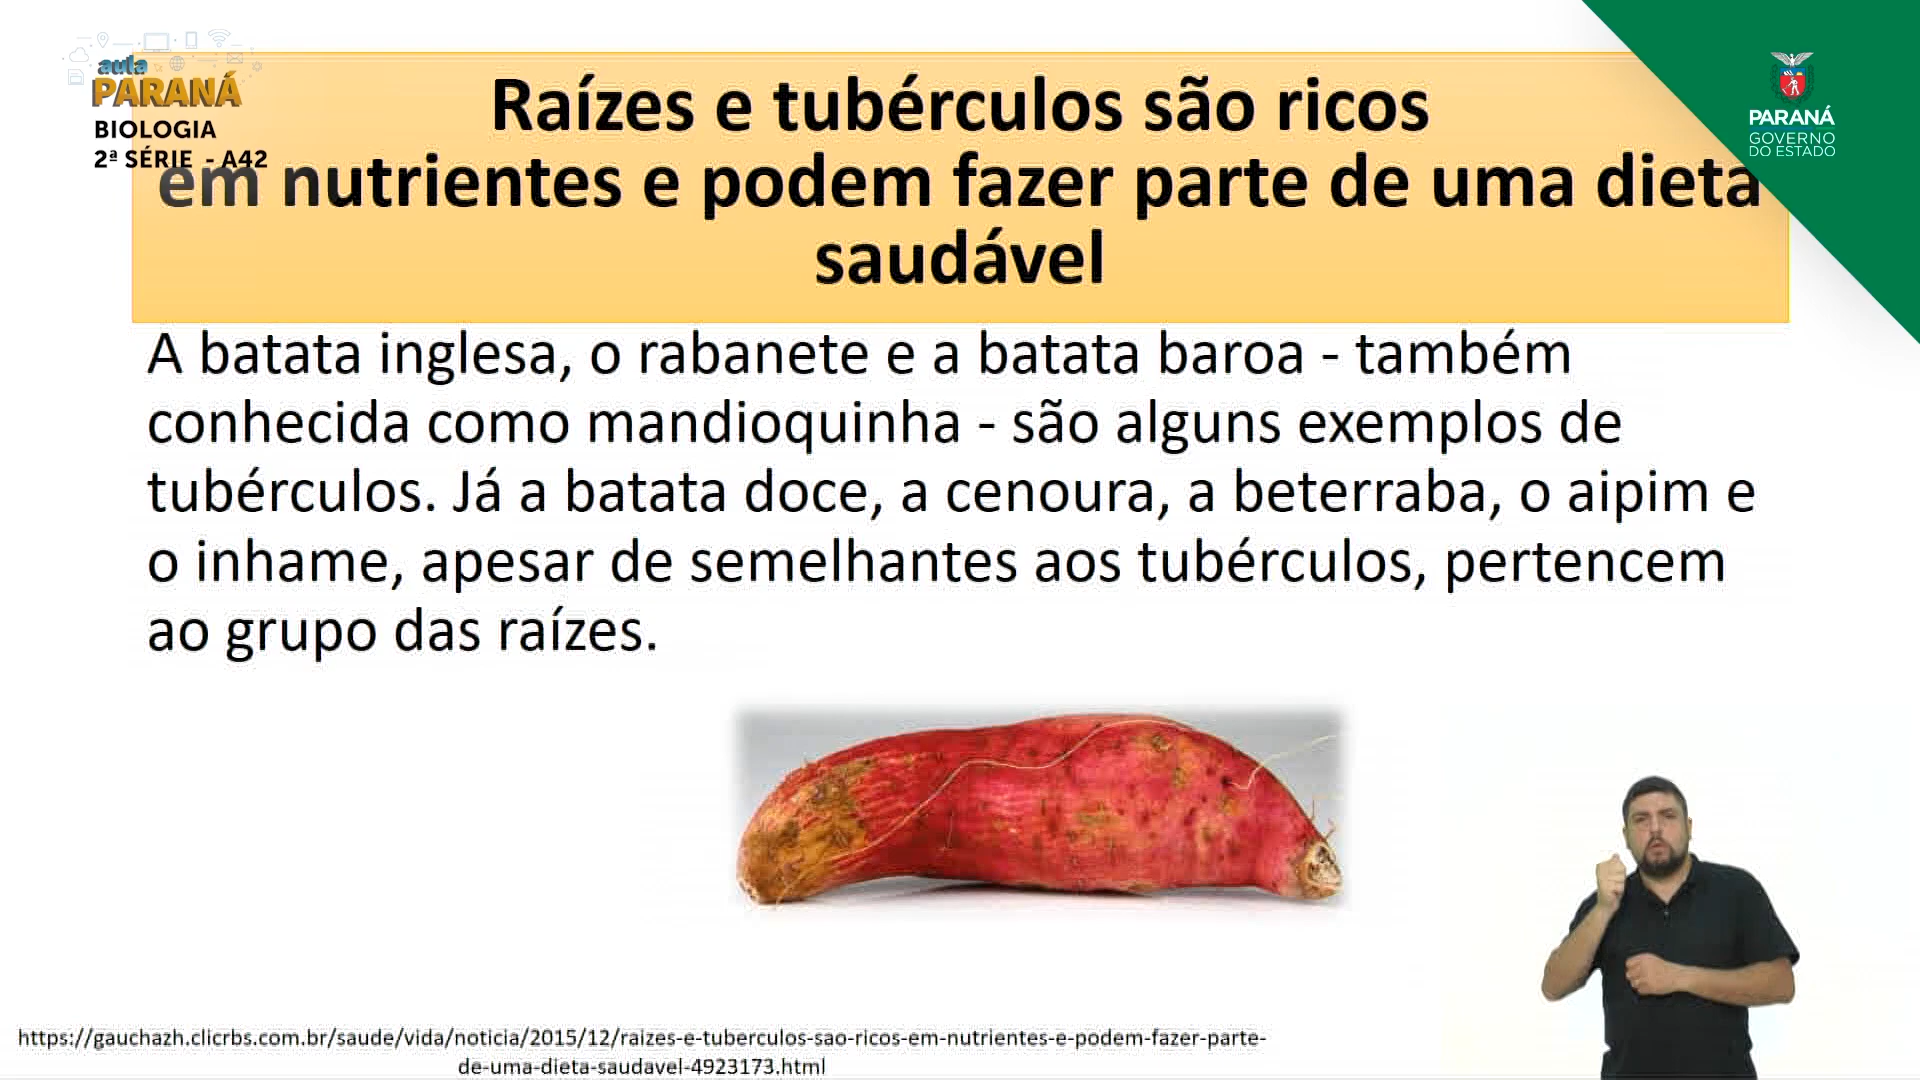 aula
PARANÁ
BIOLOGIA
2ª SÉRIE - A42
PARANÁ
GOVERNO
DO ESTADO
Raízes e tubérculos são ricos
em nutrientes e podem fazer parte de uma dieta
saudável
A batata inglesa, o rabanete e a batata baroa - também
conhecida como mandioquinha - são alguns exemplos de
tubérculos. Já a batata doce, a cenoura, a beterraba, o aipim e
o inhame, apesar de semelhantes aos tubérculos, pertencem
ao grupo das raízes.
https://gauchazh.clicrbs.com.br/saude/vida/noticia/2015/12/raizes-e-tuberculos-sao-ricos-em-nutrientes-e-podem-fazer-parte-
de-uma-dieta-saudavel-4923173.html